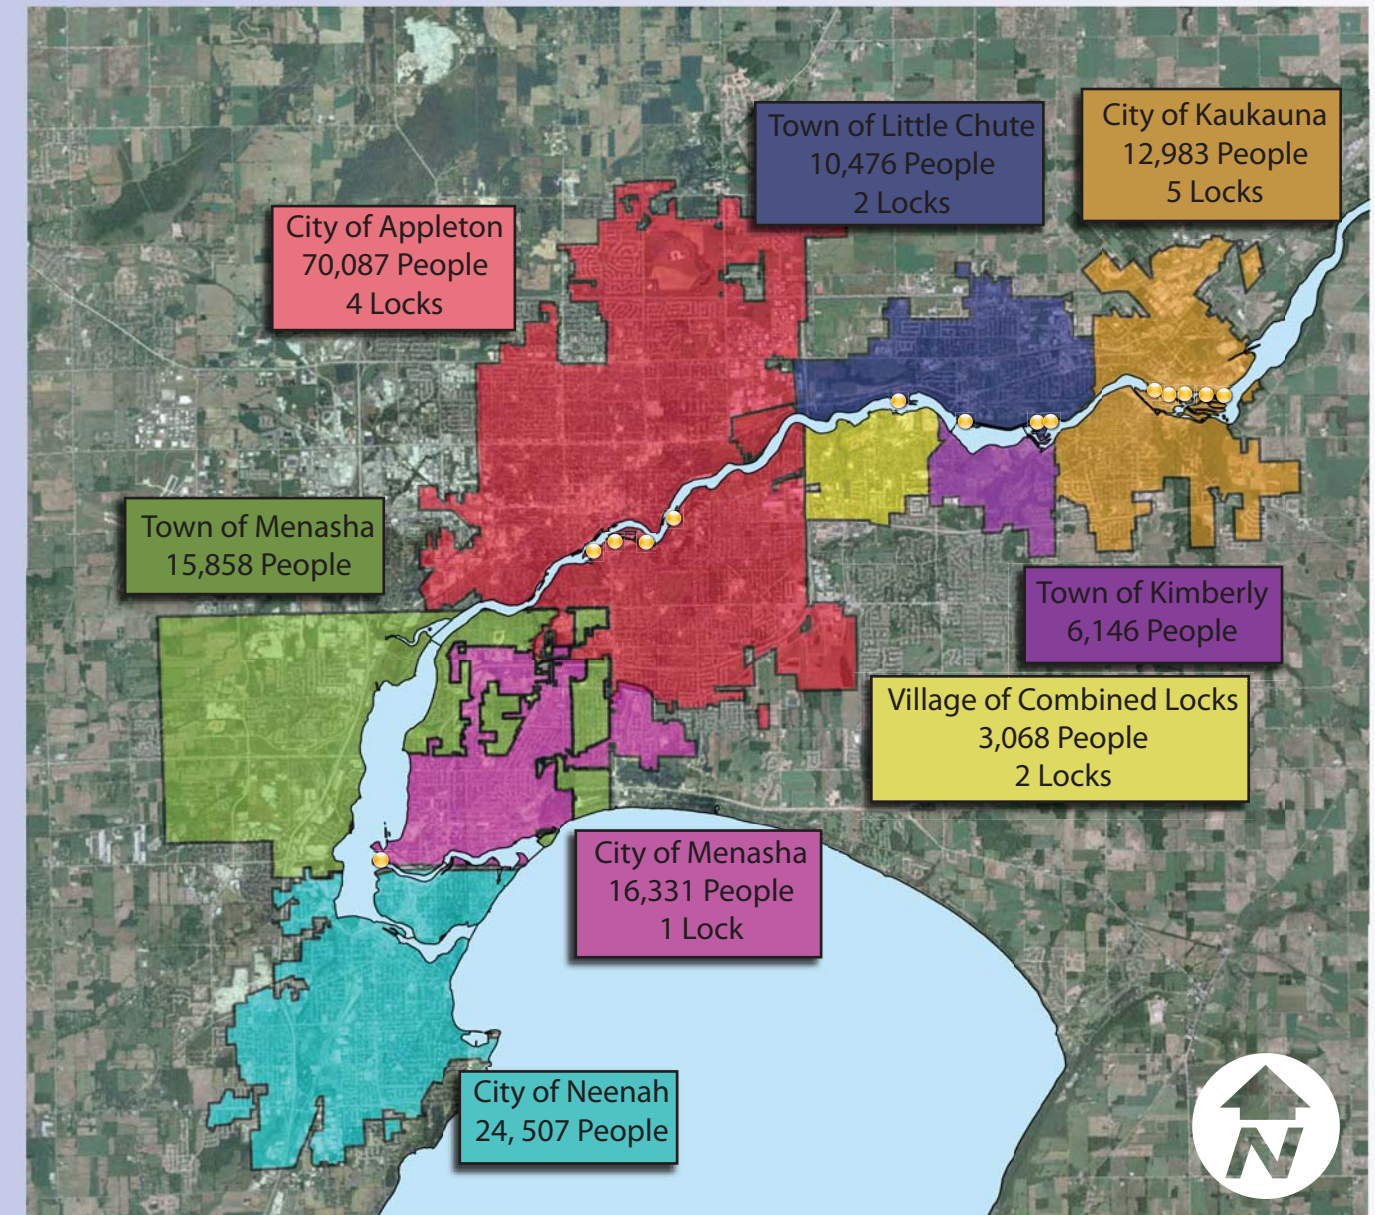 Town of Little Chute
10,476 People
2 Locks
City of Kaukauna
12,983 People
5 Locks
City of Appleton
70,087 People
4 Locks
Town of Menasha
15,858 People
Town of Kimberly
6,146 People
Village of Combined Locks
3,068 People
2 Locks
City of Menasha
16,331 People
1 Lock
City of Neenah
24, 507 People
N